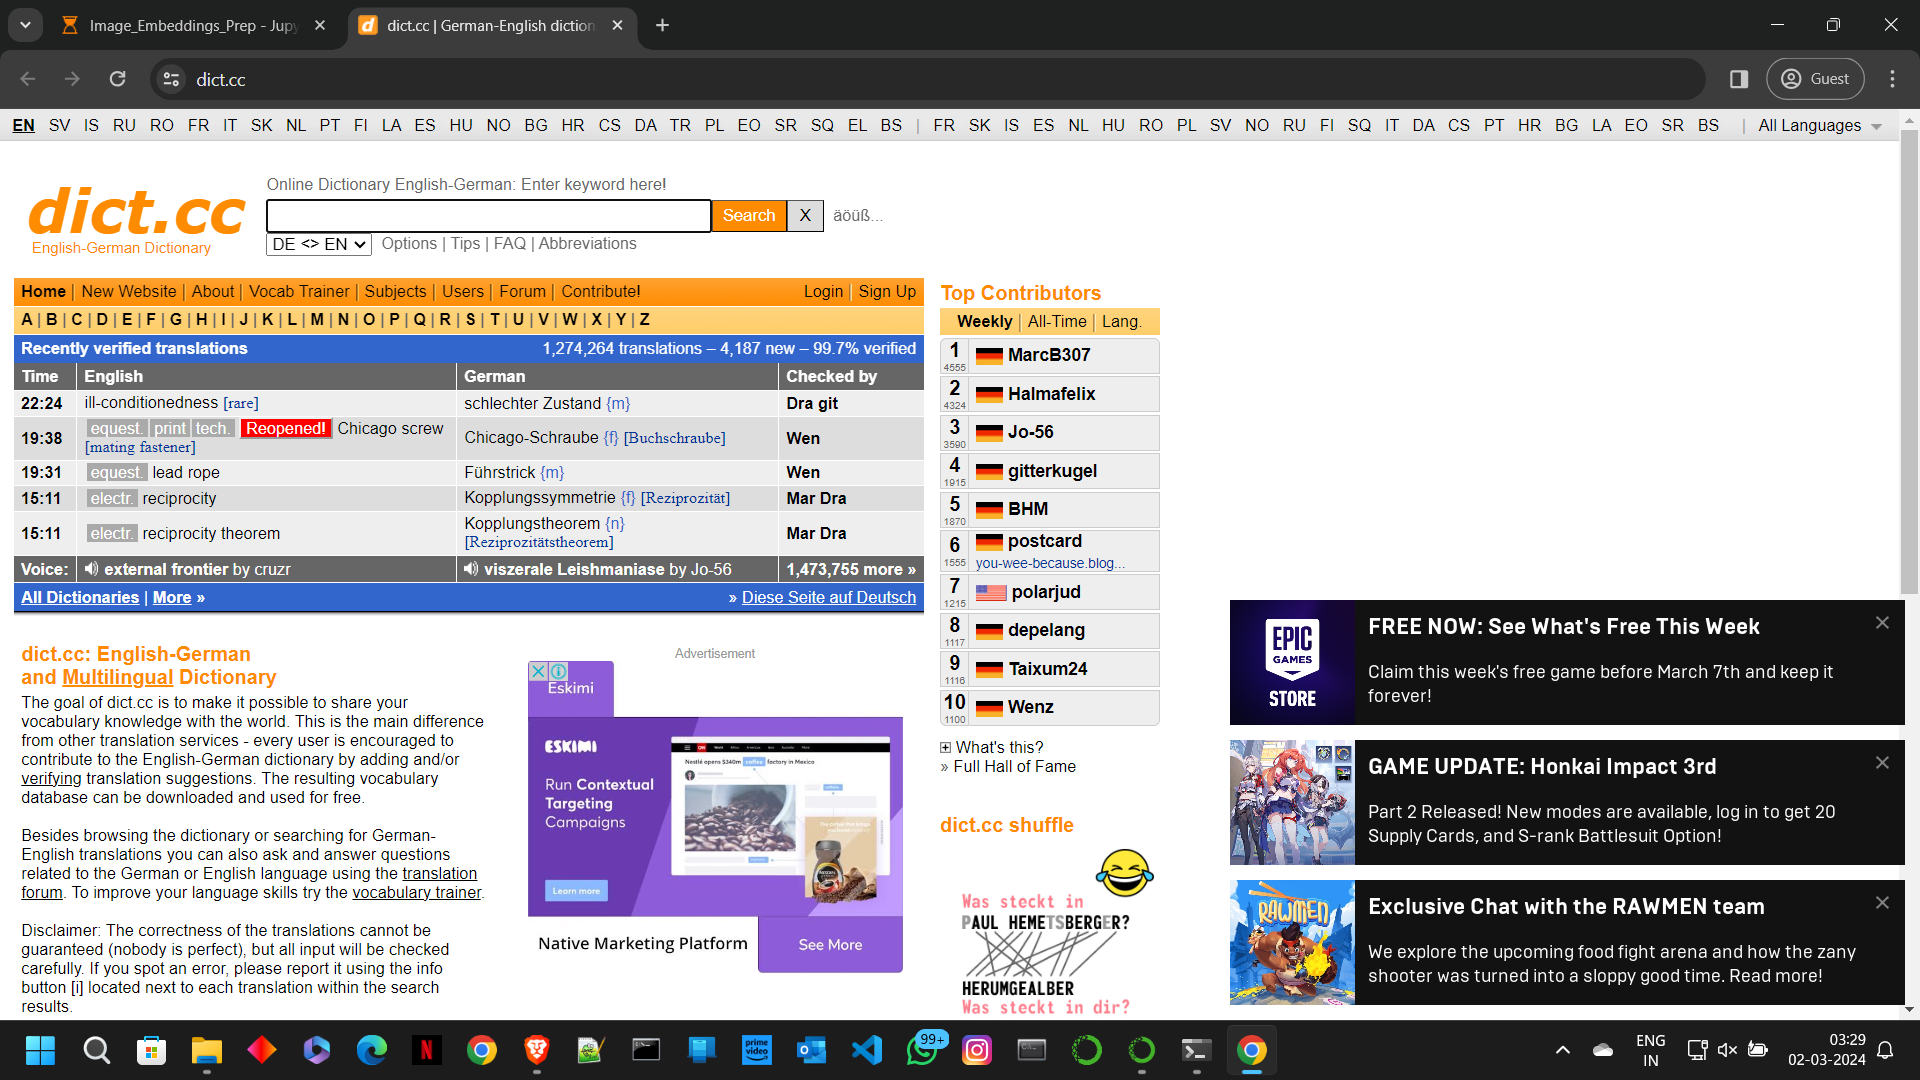 Image_Embeddings_Prep - Jupy
dict.cc | German-English diction
dict.cc
Guest
EN SV IS RU RO FR IT SK NL PT FI LA ES HU NO BG HR CS DA TR PL EO SR SQ EL BS | FR SK IS ES NL HU RO PL SV NO RU FI SQ IT DA CS PT HR BG LA EO SR BS | All Languages
dict.cc
English-German Dictionary
Online Dictionary English-German: Enter keyword here!
Search X äöüß...
DE <> EN Options | Tips | FAQ | Abbreviations
Home | New Website | About | Vocab Trainer | Subjects | Users | Forum | Contribute! Login | Sign Up
A | B | C | D | E | F | G | H | I | J | K | L | M | N | O | P | Q | R | S | T | U | V | W | X | Y | Z
Recently verified translations 1,274,264 translations – 4,187 new – 99.7% verified
Time English German Checked by
22:24 ill-conditionedness [rare] schlechter Zustand {m} Dra git
19:38 equest. print tech. Reopened! Chicago screw [mating fastener] Chicago-Schraube {f} [Buchschraube] Wen
19:31 equest. lead rope Führstrick {m} Wen
15:11 electr. reciprocity Kopplungssymmetrie {f} [Reziprozität] Mar Dra
15:11 electr. reciprocity theorem Kopplungstheorem {n} [Reziprozitätstheorem] Mar Dra
Voice: external frontier by cruzr viszerale Leishmaniase by Jo-56 1,473,755 more »
All Dictionaries | More » » Diese Seite auf Deutsch
dict.cc: English-German
and Multilingual Dictionary
The goal of dict.cc is to make it possible to share your
vocabulary knowledge with the world. This is the main difference
from other translation services - every user is encouraged to
contribute to the English-German dictionary by adding and/or
verifying translation suggestions. The resulting vocabulary
database can be downloaded and used for free.
Besides browsing the dictionary or searching for German-
English translations you can also ask and answer questions
related to the German or English language using the translation
forum. To improve your language skills try the vocabulary trainer.
Disclaimer: The correctness of the translations cannot be
guaranteed (nobody is perfect), but all input will be checked
carefully. If you spot an error, please report it using the info
button [i] located next to each translation within the search
results.
Advertisement
Eskimi
ESKIMI
Run Contextual
Targeting
Campaigns
Learn more
Nestlé opens $340m coffee factory in Mexico
Native Marketing Platform
See More
Top Contributors
Weekly | All-Time | Lang.
1 4555 MarcB307
2 4324 Halmafelix
3 3590 Jo-56
4 1915 gitterkugel
5 1870 BHM
6 1555 postcard
you-wee-because.blog...
7 1215 polarjud
8 1117 depelang
9 1116 Taixum24
10 1100 Wenz
What's this?
» Full Hall of Fame
dict.cc shuffle
Was steckt in
PAUL HEMETSBERGER?
HERUMGEALBER
Was steckt in dir?
EPIC
GAMES
STORE
FREE NOW: See What's Free This Week
Claim this week's free game before March 7th and keep it
forever!
GAME UPDATE: Honkai Impact 3rd
Part 2 Released! New modes are available, log in to get 20
Supply Cards, and S-rank Battlesuit Option!
RAWMEN
Exclusive Chat with the RAWMEN team
We explore the upcoming food fight arena and how the zany
shooter was turned into a sloppy good time. Read more!
prime video
99+
ENG
IN
03:29
02-03-2024